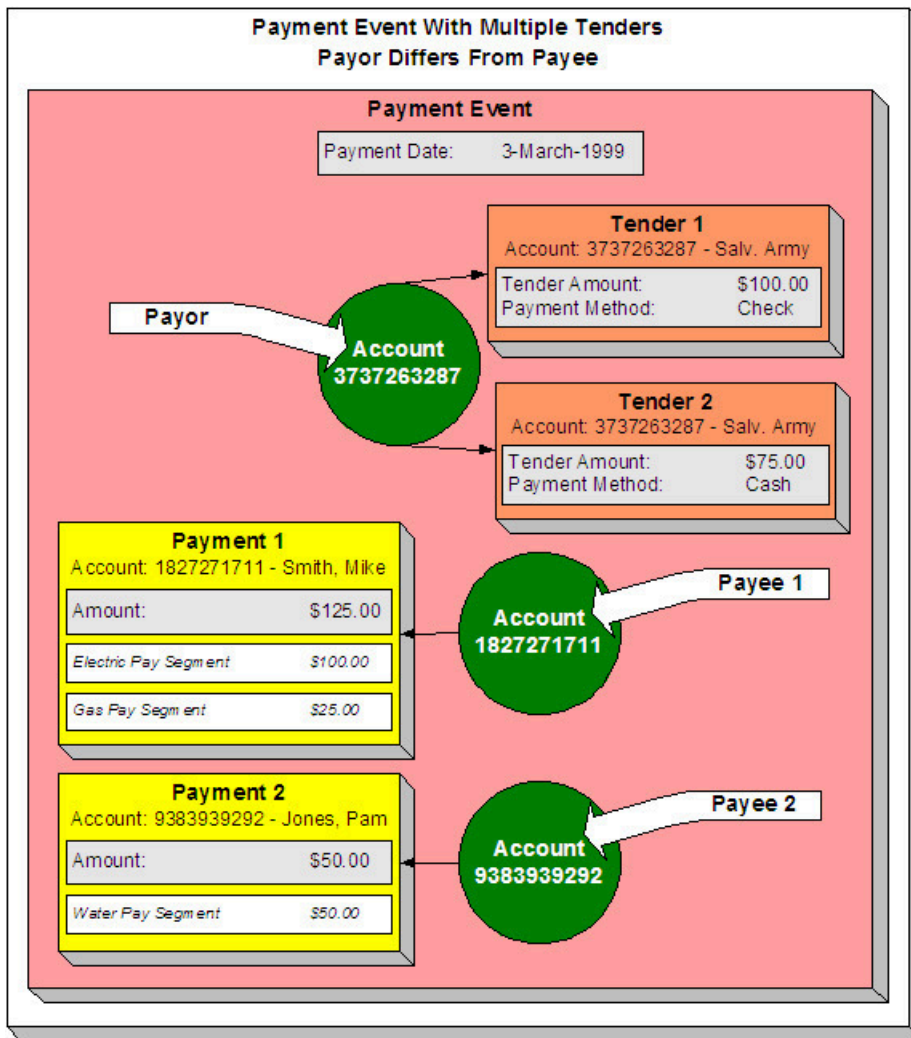 Payment Event With Multiple Tenders
Payor Differs From Payee
Payment Event
Payment Date: 3-March-1999
Tender 1
Account: 3737263287 - Salv. Army
Tender Amount: $100.00
Payment Method: Check
Payor
Account
3737263287
Tender 2
Account: 3737263287 - Salv. Army
Tender Amount: $75.00
Payment Method: Cash
Payment 1
Account: 1827271711 - Smith, Mike
Amount: $125.00
Electric Pay Segment $100.00
Gas Pay Segment $25.00
Payee 1
Account
1827271711
Payment 2
Account: 9383939292 - Jones, Pam
Amount: $50.00
Water Pay Segment $50.00
Payee 2
Account
9383939292